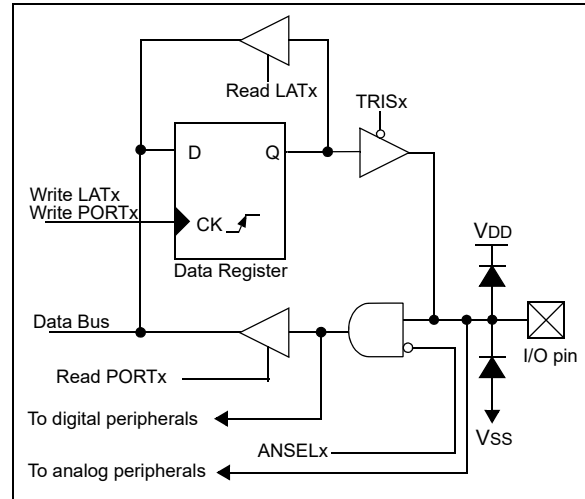 Read LATx
TRISx
D Q
Write LATx
Write PORTx
CK
Data Register
VDD
Data Bus
I/O pin
Read PORTx
To digital peripherals
ANSELx
VSS
To analog peripherals